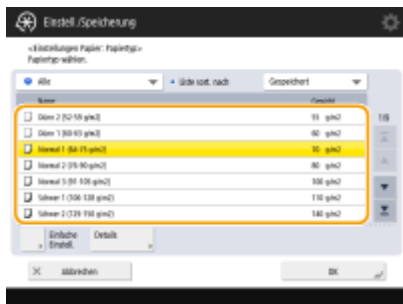 Einstell./Speicherung
<Einstellungen Papier: Papiertyp>
Papiertyp wählen.
Alle
Liste sort. nach
Gespeichert
Name
Gewicht
Dünn 2 (52-59 g/m2)
55 g/m2
1/6
Dünn 1 (60-63 g/m2)
60 g/m2
Normal 1 (64-75 g/m2)
70 g/m2
Normal 2 (76-90 g/m2)
80 g/m2
Normal 3 (91-105 g/m2)
100 g/m2
Schwer 1 (106-128 g/m2)
110 g/m2
Schwer 2 (129-150 g/m2)
140 g/m2
Einfache
Einstell.
Details
Abbrechen
OK